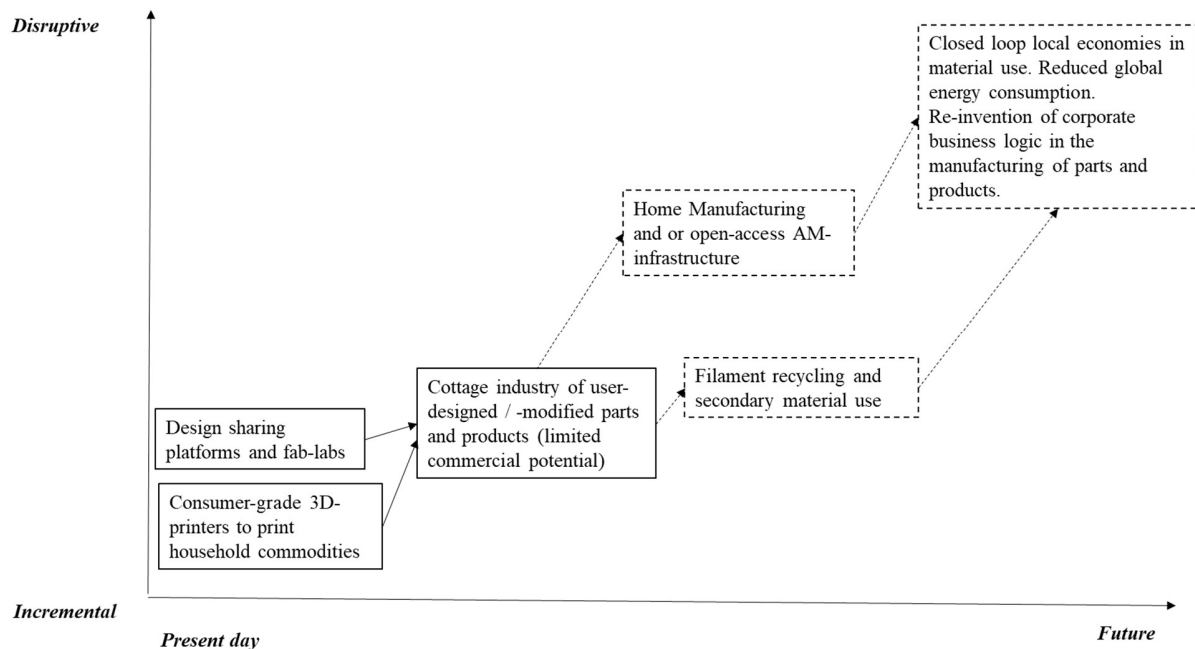 Disruptive
Closed loop local economies in
material use. Reduced global
energy consumption.
Re-invention of corporate
business logic in the
manufacturing of parts and
products.
Home Manufacturing
and or open-access AM-
infrastructure
Filament recycling and
secondary material use
Cottage industry of user-
designed / -modified parts
and products (limited
commercial potential)
Design sharing
platforms and fab-labs
Consumer-grade 3D-
printers to print
household commodities
Incremental
Present day
Future